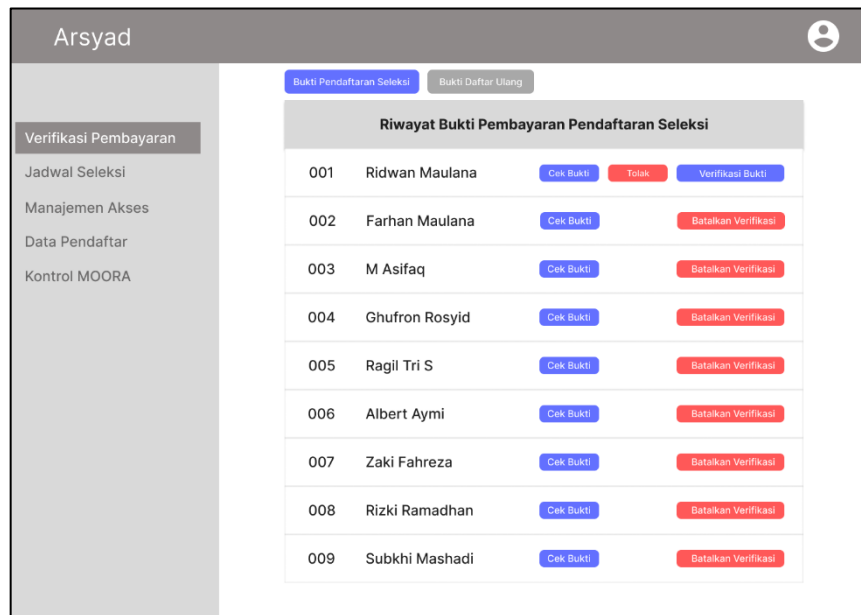 Arsyad
Bukti Pendaftaran Seleksi Bukti Daftar Ulang
Verifikasi Pembayaran
Jadwal Seleksi
Manajemen Akses
Data Pendaftar
Kontrol MOORA
Riwayat Bukti Pembayaran Pendaftaran Seleksi
001 Ridwan Maulana Cek Bukti Tolak Verifikasi Bukti
002 Farhan Maulana Cek Bukti Batalkan Verifikasi
003 M Asifaq Cek Bukti Batalkan Verifikasi
004 Ghufron Rosyid Cek Bukti Batalkan Verifikasi
005 Ragil Tri S Cek Bukti Batalkan Verifikasi
006 Albert Aymi Cek Bukti Batalkan Verifikasi
007 Zaki Fahreza Cek Bukti Batalkan Verifikasi
008 Rizki Ramadhan Cek Bukti Batalkan Verifikasi
009 Subkhi Mashadi Cek Bukti Batalkan Verifikasi